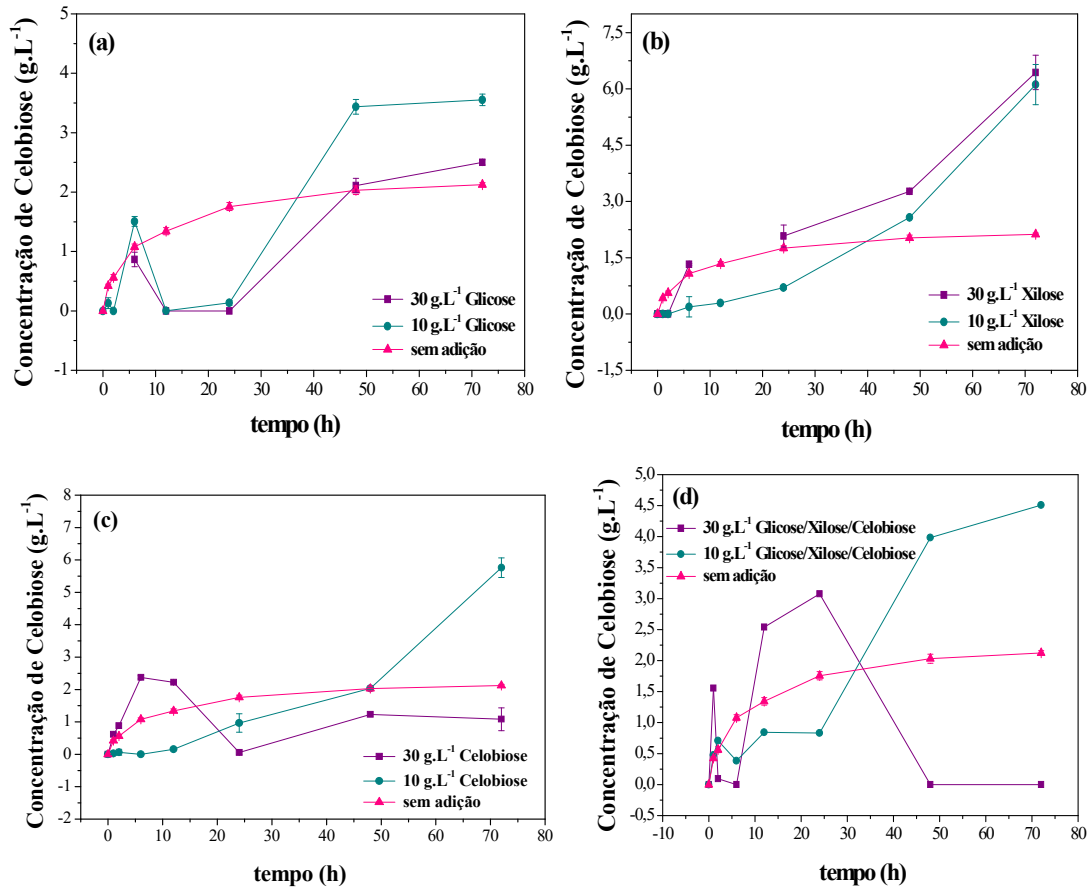 (a)
Concentração de Celobiose (g.L⁻¹)
5
4
3
2
1
0
-1
30 g.L⁻¹ Glicose
10 g.L⁻¹ Glicose
sem adição
-10 0 10 20 30 40 50 60 70 80
tempo (h)
(b)
Concentração de Celobiose (g.L⁻¹)
7,5
6,0
4,5
3,0
1,5
0,0
-1,5
30 g.L⁻¹ Xilose
10 g.L⁻¹ Xilose
sem adição
-10 0 10 20 30 40 50 60 70 80
tempo (h)
(c)
Concentração de Celobiose (g.L⁻¹)
8
7
6
5
4
3
2
1
0
-1
-2
30 g.L⁻¹ Celobiose
10 g.L⁻¹ Celobiose
sem adição
0 10 20 30 40 50 60 70 80
tempo (h)
(d)
Concentração de Celobiose (g.L⁻¹)
5,0
4,5
4,0
3,5
3,0
2,5
2,0
1,5
1,0
0,5
0,0
-0,5
30 g.L⁻¹ Glicose/Xilose/Celobiose
10 g.L⁻¹ Glicose/Xilose/Celobiose
sem adição
-10 0 10 20 30 40 50 60 70 80
tempo (h)